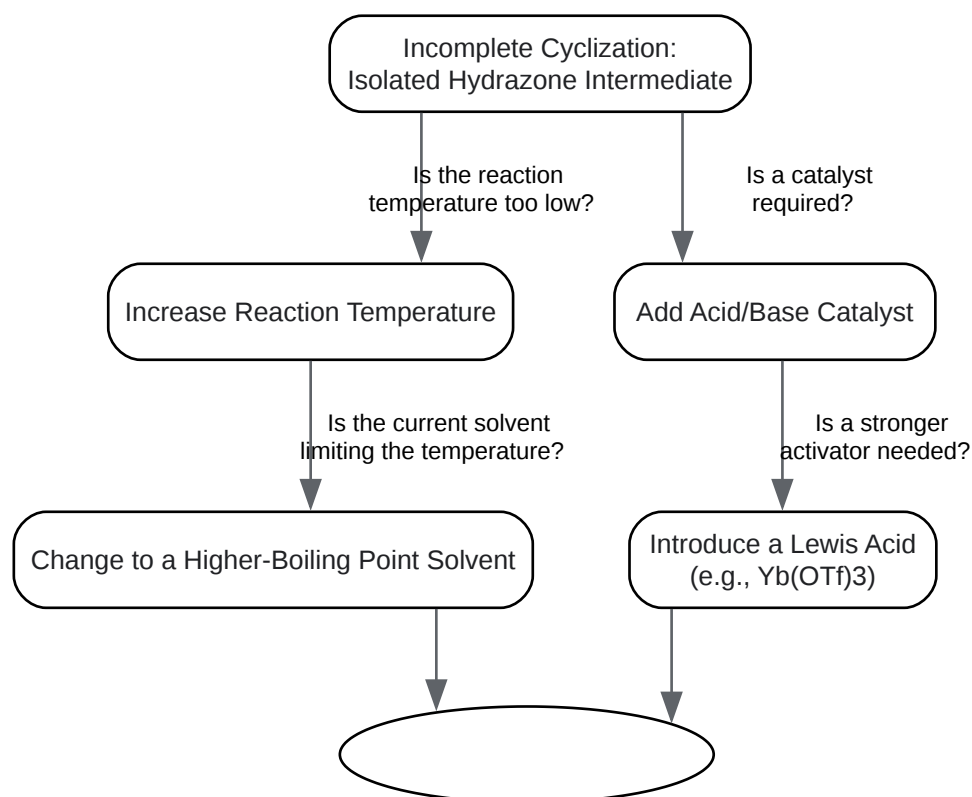 Incomplete Cyclization:
Isolated Hydrazone Intermediate
Is the reaction
temperature too low?
Is a catalyst
required?
Increase Reaction Temperature
Add Acid/Base Catalyst
Is the current solvent
limiting the temperature?
Is a stronger
activator needed?
Change to a Higher-Boiling Point Solvent
Introduce a Lewis Acid
(e.g., Yb(OTf)3)